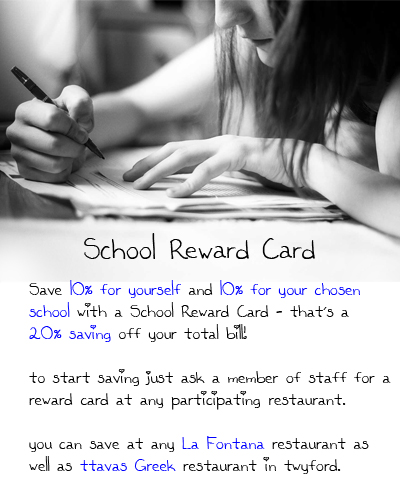 School Reward Card
Save 10% for yourself and 10% for your chosen
school with a School Reward Card - that's a
20% saving off your total bill!
to start saving just ask a member of staff for a
reward card at any participating restaurant.
you can save at any La Fontana restaurant as
well as ttavas Greek restaurant in twyford.